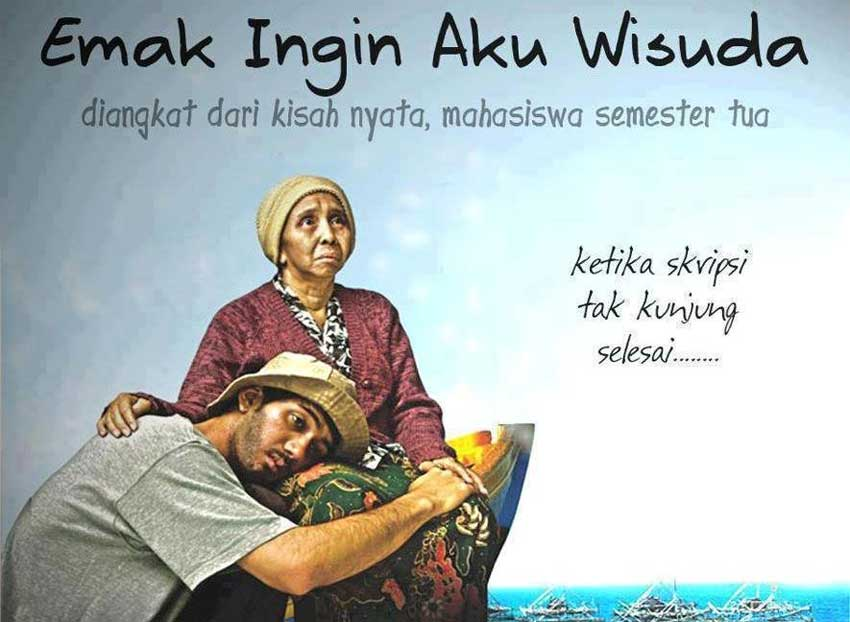 Emak Ingin Aku Wisuda
diangkat dari kisah nyata, mahasiswa semester tua
ketika skripsi
tak kunjung
selesai........